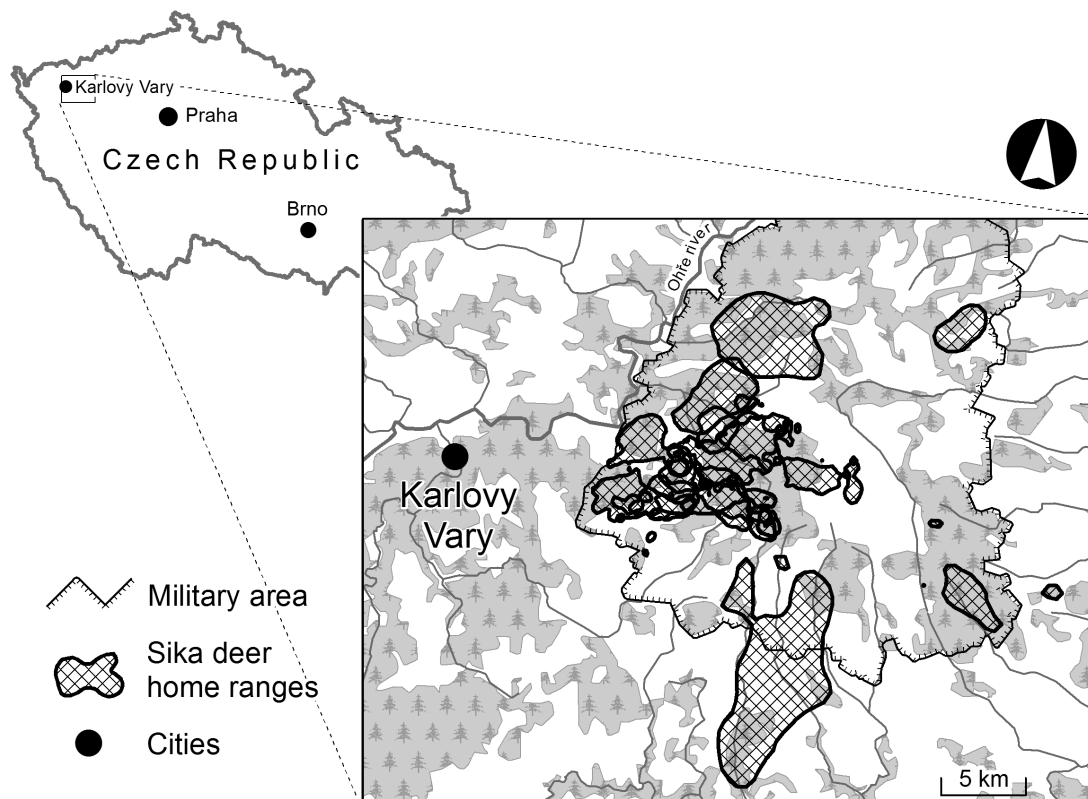 Karlovy Vary
Praha
Czech Republic
Brno
Ohře river
Karlovy
Vary
Military area
Sika deer
home ranges
Cities
5 km